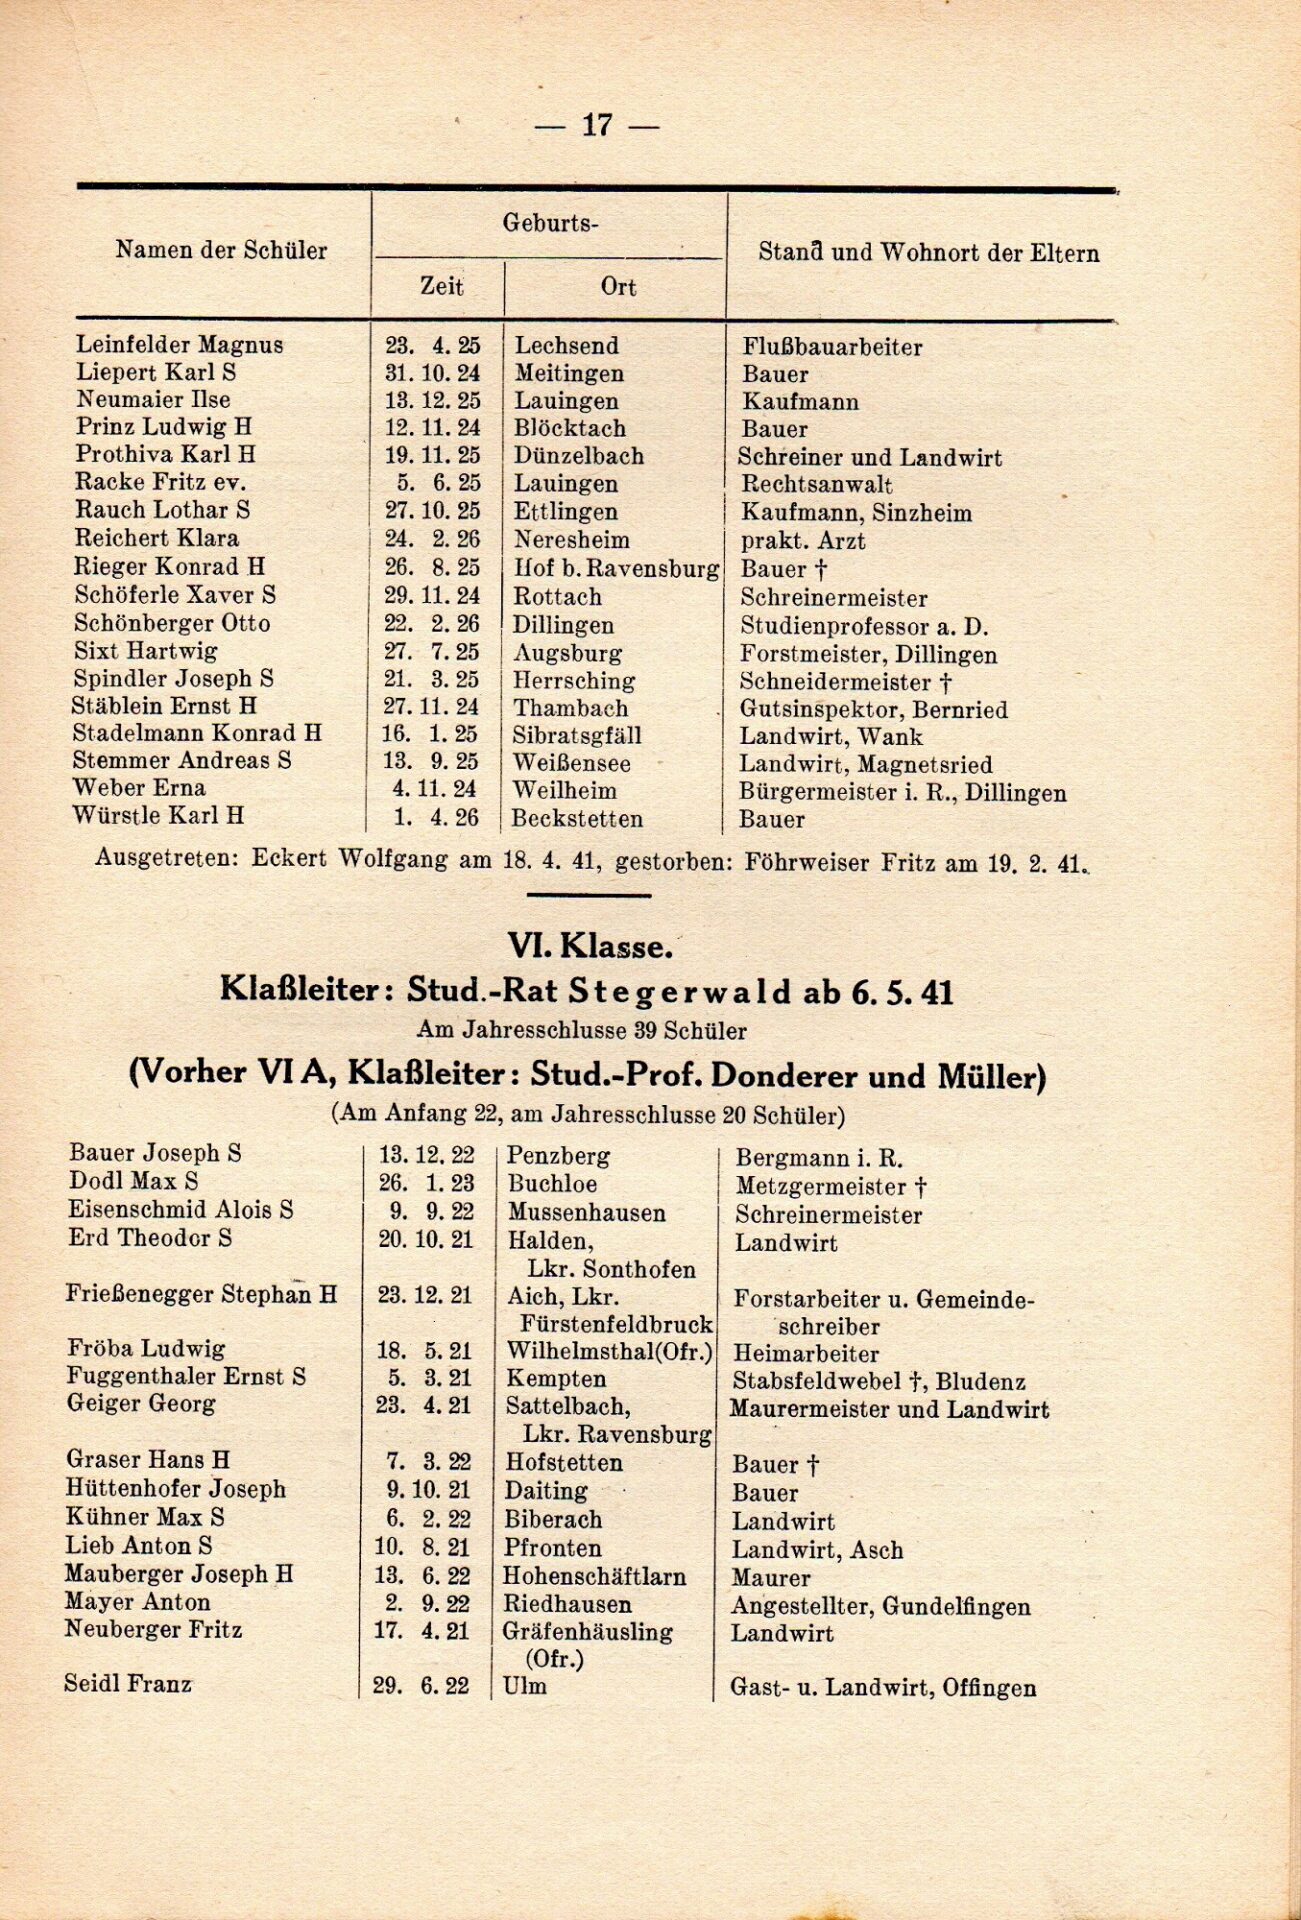 — 17 —
Namen der Schüler | Geburts- | Stand und Wohnort der Eltern
Zeit | Ort
Leinfelder Magnus | 23. 4. 25 | Lechsend | Flußbauarbeiter
Liepert Karl S | 31. 10. 24 | Meitingen | Bauer
Neumaier Ilse | 13. 12. 25 | Lauingen | Kaufmann
Prinz Ludwig H | 12. 11. 24 | Blöcktach | Bauer
Prothiva Karl H | 19. 11. 25 | Dünzelbach | Schreiner und Landwirt
Racke Fritz ev. | 5. 6. 25 | Lauingen | Rechtsanwalt
Rauch Lothar S | 27. 10. 25 | Ettlingen | Kaufmann, Sinzheim
Reichert Klara | 24. 2. 26 | Neresheim | prakt. Arzt
Rieger Konrad H | 26. 8. 25 | Hof b. Ravensburg | Bauer †
Schöferle Xaver S | 29. 11. 24 | Rottach | Schreinermeister
Schönberger Otto | 22. 2. 26 | Dillingen | Studienprofessor a. D.
Sixt Hartwig | 27. 7. 25 | Augsburg | Forstmeister, Dillingen
Spindler Joseph S | 21. 3. 25 | Herrsching | Schneidermeister †
Stäblein Ernst H | 27. 11. 24 | Thambach | Gutsinspektor, Bernried
Stadelmann Konrad H | 16. 1. 25 | Sibratsgfäll | Landwirt, Wank
Stemmer Andreas S | 13. 9. 25 | Weißensee | Landwirt, Magnetsried
Weber Erna | 4. 11. 24 | Weilheim | Bürgermeister i. R., Dillingen
Würstle Karl H | 1. 4. 26 | Beckstetten | Bauer
Ausgetreten: Eckert Wolfgang am 18. 4. 41, gestorben: Föhrweiser Fritz am 19. 2. 41.
VI. Klasse.
Klaßleiter: Stud.-Rat Stegerwald ab 6. 5. 41
Am Jahresschlusse 39 Schüler
(Vorher VI A, Klaßleiter: Stud.-Prof. Donderer und Müller)
(Am Anfang 22, am Jahresschlusse 20 Schüler)
Bauer Joseph S | 13. 12. 22 | Penzberg | Bergmann i. R.
Dodl Max S | 26. 1. 23 | Buchloe | Metzgermeister †
Eisenschmid Alois S | 9. 9. 22 | Mussenhausen | Schreinermeister
Erd Theodor S | 20. 10. 21 | Halden, | Landwirt
Lkr. Sonthofen
Frießenegger Stephan H | 23. 12. 21 | Aich, Lkr. | Forstarbeiter u. Gemeinde-
Fürstenfeldbruck | schreiber
Fröba Ludwig | 18. 5. 21 | Wilhelmsthal(Ofr.) | Heimarbeiter
Fuggenthaler Ernst S | 5. 3. 21 | Kempten | Stabsfeldwebel †, Bludenz
Geiger Georg | 23. 4. 21 | Sattelbach, | Maurermeister und Landwirt
Lkr. Ravensburg
Graser Hans H | 7. 3. 22 | Hofstetten | Bauer †
Hüttenhofer Joseph | 9. 10. 21 | Daiting | Bauer
Kühner Max S | 6. 2. 22 | Biberach | Landwirt
Lieb Anton S | 10. 8. 21 | Pfronten | Landwirt, Asch
Mauberger Joseph H | 13. 6. 22 | Hohenschäftlarn | Maurer
Mayer Anton | 2. 9. 22 | Riedhausen | Angestellter, Gundelfingen
Neuberger Fritz | 17. 4. 21 | Gräfenhäusling | Landwirt
(Ofr.)
Seidl Franz | 29. 6. 22 | Ulm | Gast- u. Landwirt, Offingen